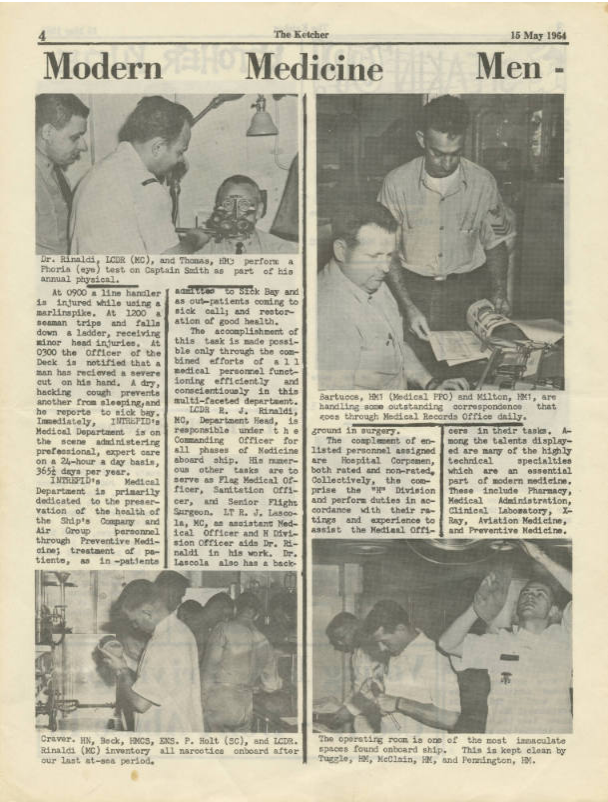 4
The Ketcher
15 May 1964
Modern Medicine Men -
Dr. Rinaldi, LCDR (MC), and Thomas, HM3 perform a
Phoria (eye) test on Captain Smith as part of his
annual physical.
Bartucca, HM1 (Medical PPO) and Milton, HM1, are
handling some outstanding correspondence that
goes through Medical Records Office daily.
At 0900 a line handler
is injured while using a
marlinspike. At 1200 a
seaman trips and falls
down a ladder, receiving
minor head injuries. At
0300 the Officer of the
Deck is notified that a
man has recieved a severe
cut on his hand. A dry,
hacking cough prevents
another from sleeping,and
he reports to sick bay.
Immediately, INTREPID's
Medical Department is on
the scene administering
professional, expert care
on a 24-hour a day basis,
365¼ days per year.
INTREPID's Medical
Department is primarily
dedicated to the preser-
vation of the health of
the Ship's Company and
Air Group personnel
through Preventive Medi-
cine; treatment of pa-
tients, as in-patients
admitted to Sick Bay and
as out-patients coming to
sick call; and restor-
ation of good health.
The accomplishment of
this task is made possi-
ble only through the com-
bined efforts of all
medical personnel funct-
ioning efficiently and
conscientiously in this
multi-faceted department.
LCDR R. J. Rinaldi,
MC, Department Head, is
responsible under the
Commanding Officer for
all phases of Medicine
aboard ship. His numer-
ous other tasks are to
serve as Flag Medical Of-
ficer, Sanitation Offi-
cer, and Senior Flight
Surgeon. LT R. J. Lasco-
la, MC, as assistant Med-
ical Officer and H Divi-
sion Officer aids Dr. Ri-
naldi in his work. Dr.
Lascola also has a back-
ground in surgery.
The complement of en-
listed personnel assigned
are Hospital Corpsmen,
both rated and non-rated.
Collectively, the com-
prise the "H" Division
and perform duties in ac-
cordance with their ra-
tings and experience to
assist the Medical Offi-
cers in their tasks. A-
mong the talents display-
ed are many of the highly
technical specialties
which are an essential
part of modern medicine.
These include Pharmacy,
Medical Administration,
Clinical Laboratory, X-
Ray, Aviation Medicine,
and Preventive Medicine.
Craver. HN, Beck, HMCS, ENS. P. Holt (SC), and LCDR.
Rinaldi (MC) inventory all narcotics onboard after
our last at-sea period.
The operating room is one of the most immaculate
spaces found onboard ship. This is kept clean by
Tuggle, HM, McClain, HM, and Pennington, HM.